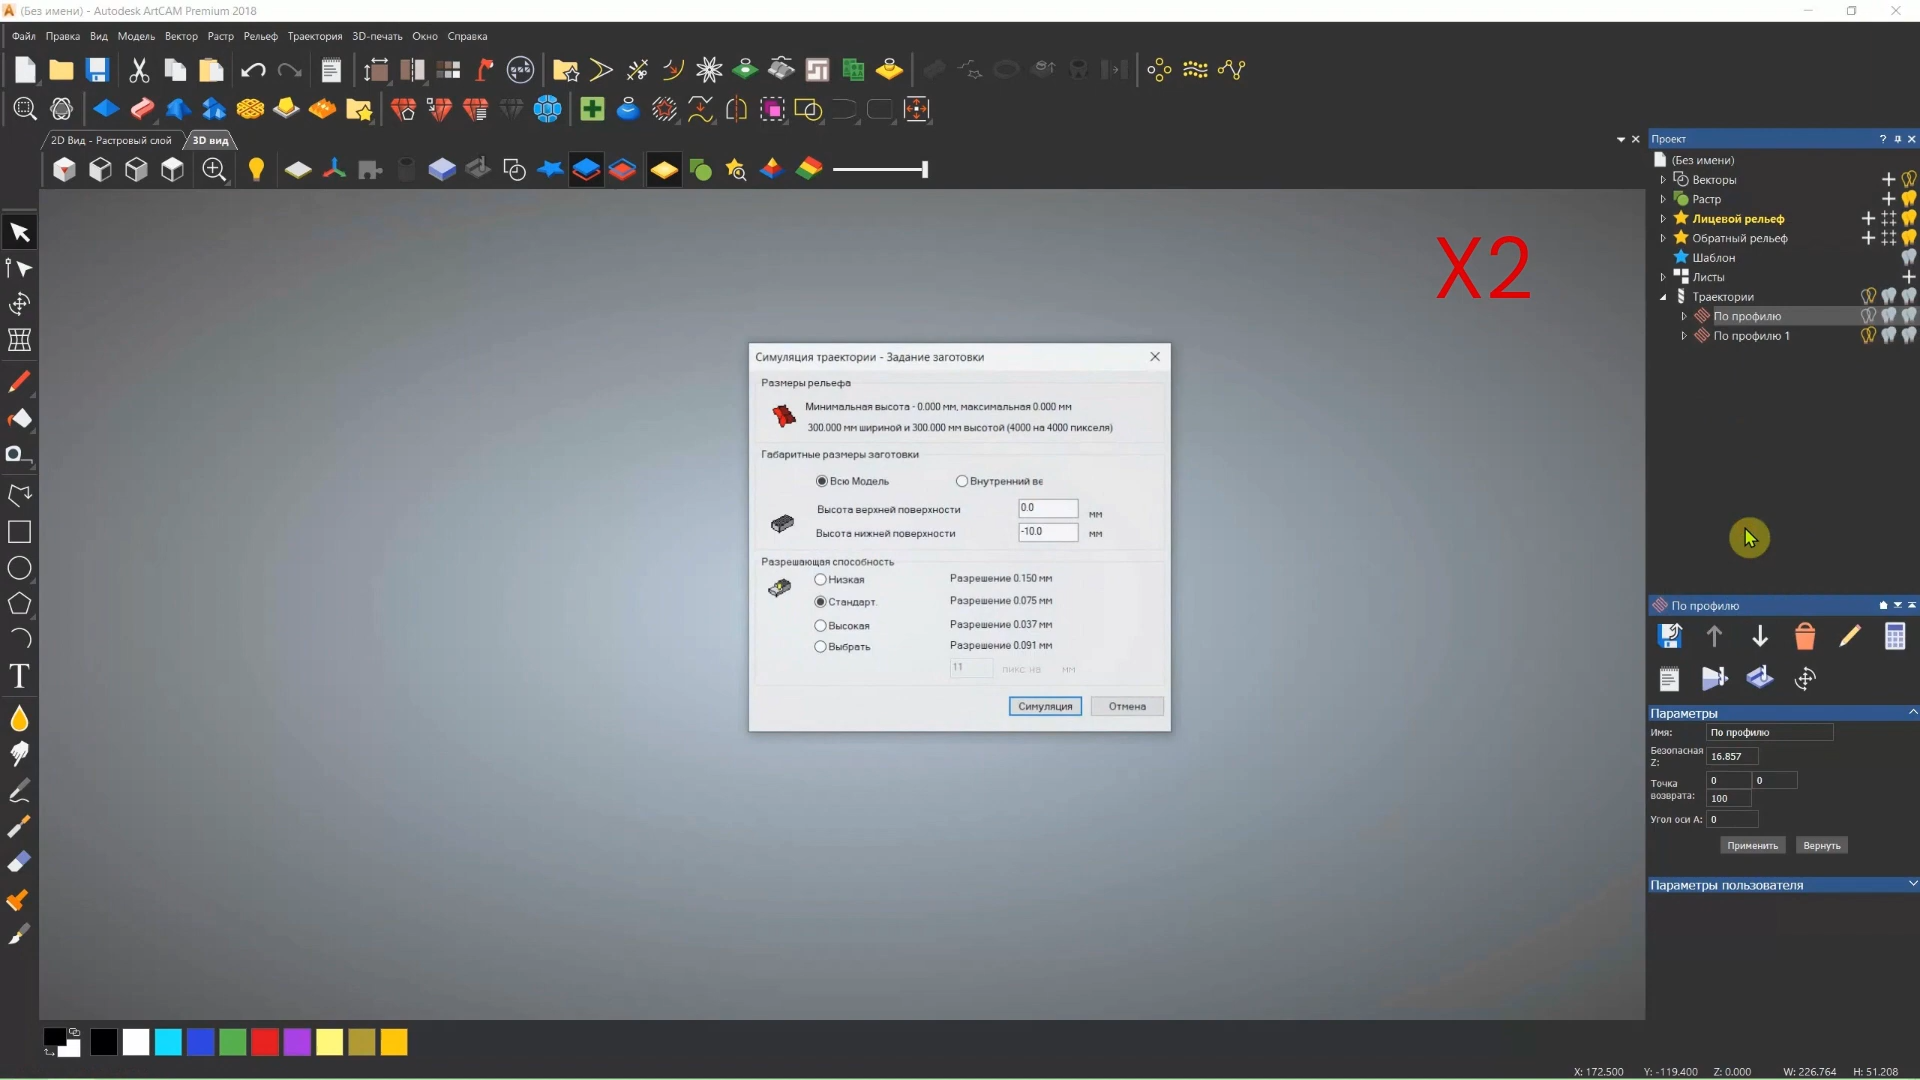 (Без имени) - Autodesk ArtCAM Premium 2018
Файл Правка Вид Модель Вектор Растр Рельеф Траектория 3D-печать Окно Справка
2D Вид - Растровый слой 3D вид
X2
Симуляция траектории - Задание заготовки
Размеры рельефа
Минимальная высота - 0.000 мм, максимальная 0.000 мм
300.000 мм шириной и 300.000 мм высотой (4000 на 4000 пикселя)
Габаритные размеры заготовки
Всю Модель Внутренний ве
Высота верхней поверхности 0.0 мм
Высота нижней поверхности -10.0 мм
Разрешающая способность
Низкая Разрешение 0.150 мм
Стандарт. Разрешение 0.075 мм
Высокая Разрешение 0.037 мм
Выбрать Разрешение 0.091 мм
11 пикс. на мм
Симуляция Отмена
Проект
(Без имени)
Векторы
Растр
Лицевой рельеф
Обратный рельеф
Шаблон
Листы
Траектории
По профилю
По профилю 1
По профилю
Параметры
Имя: По профилю
Безопасная Z: 16.857
Точка возврата: 0 0
100
Угол оси А: 0
Применить Вернуть
Параметры пользователя
X: 172.500 Y: -119.400 Z: 0.000 W: 226.764 H: 51.208